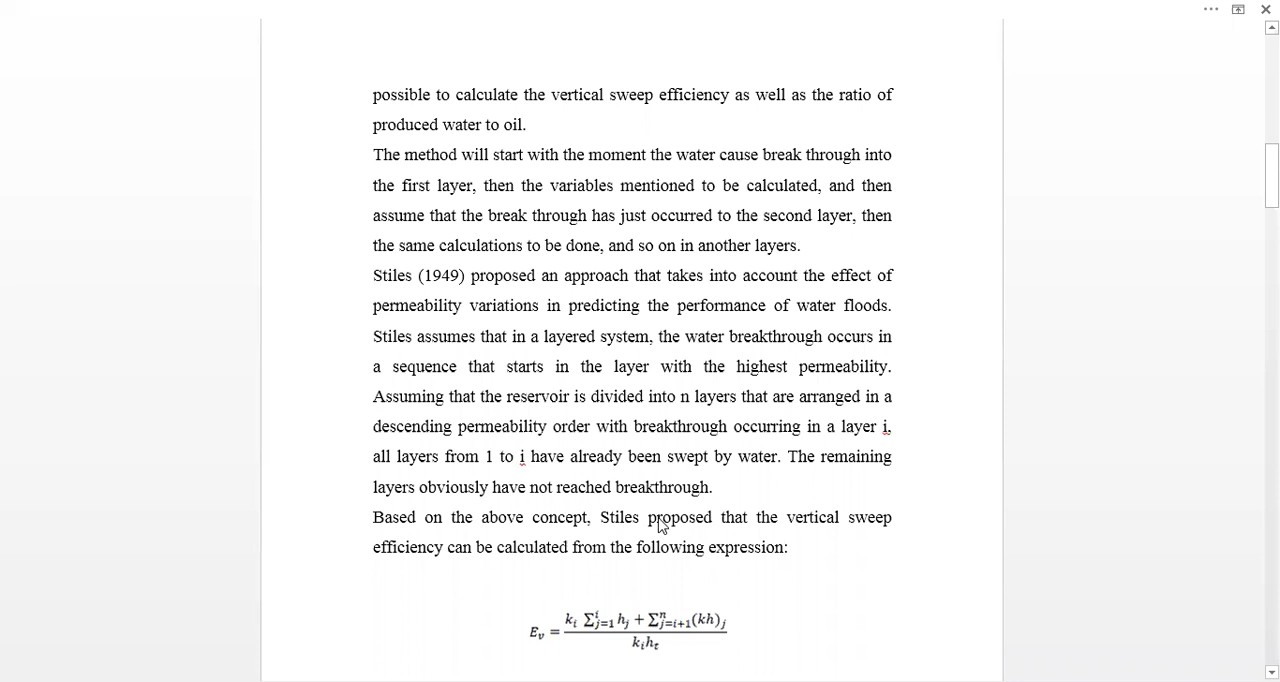 possible to calculate the vertical sweep efficiency as well as the ratio of
produced water to oil.
The method will start with the moment the water cause break through into
the first layer, then the variables mentioned to be calculated, and then
assume that the break through has just occurred to the second layer, then
the same calculations to be done, and so on in another layers.
Stiles (1949) proposed an approach that takes into account the effect of
permeability variations in predicting the performance of water floods.
Stiles assumes that in a layered system, the water breakthrough occurs in
a sequence that starts in the layer with the highest permeability.
Assuming that the reservoir is divided into n layers that are arranged in a
descending permeability order with breakthrough occurring in a layer i,
all layers from 1 to i have already been swept by water. The remaining
layers obviously have not reached breakthrough.
Based on the above concept, Stiles proposed that the vertical sweep
efficiency can be calculated from the following expression:
E_v = (k_i ∑_{j=1}^{i} h_j + ∑_{j=i+1}^{n} (kh)_j) / (k_i h_t)